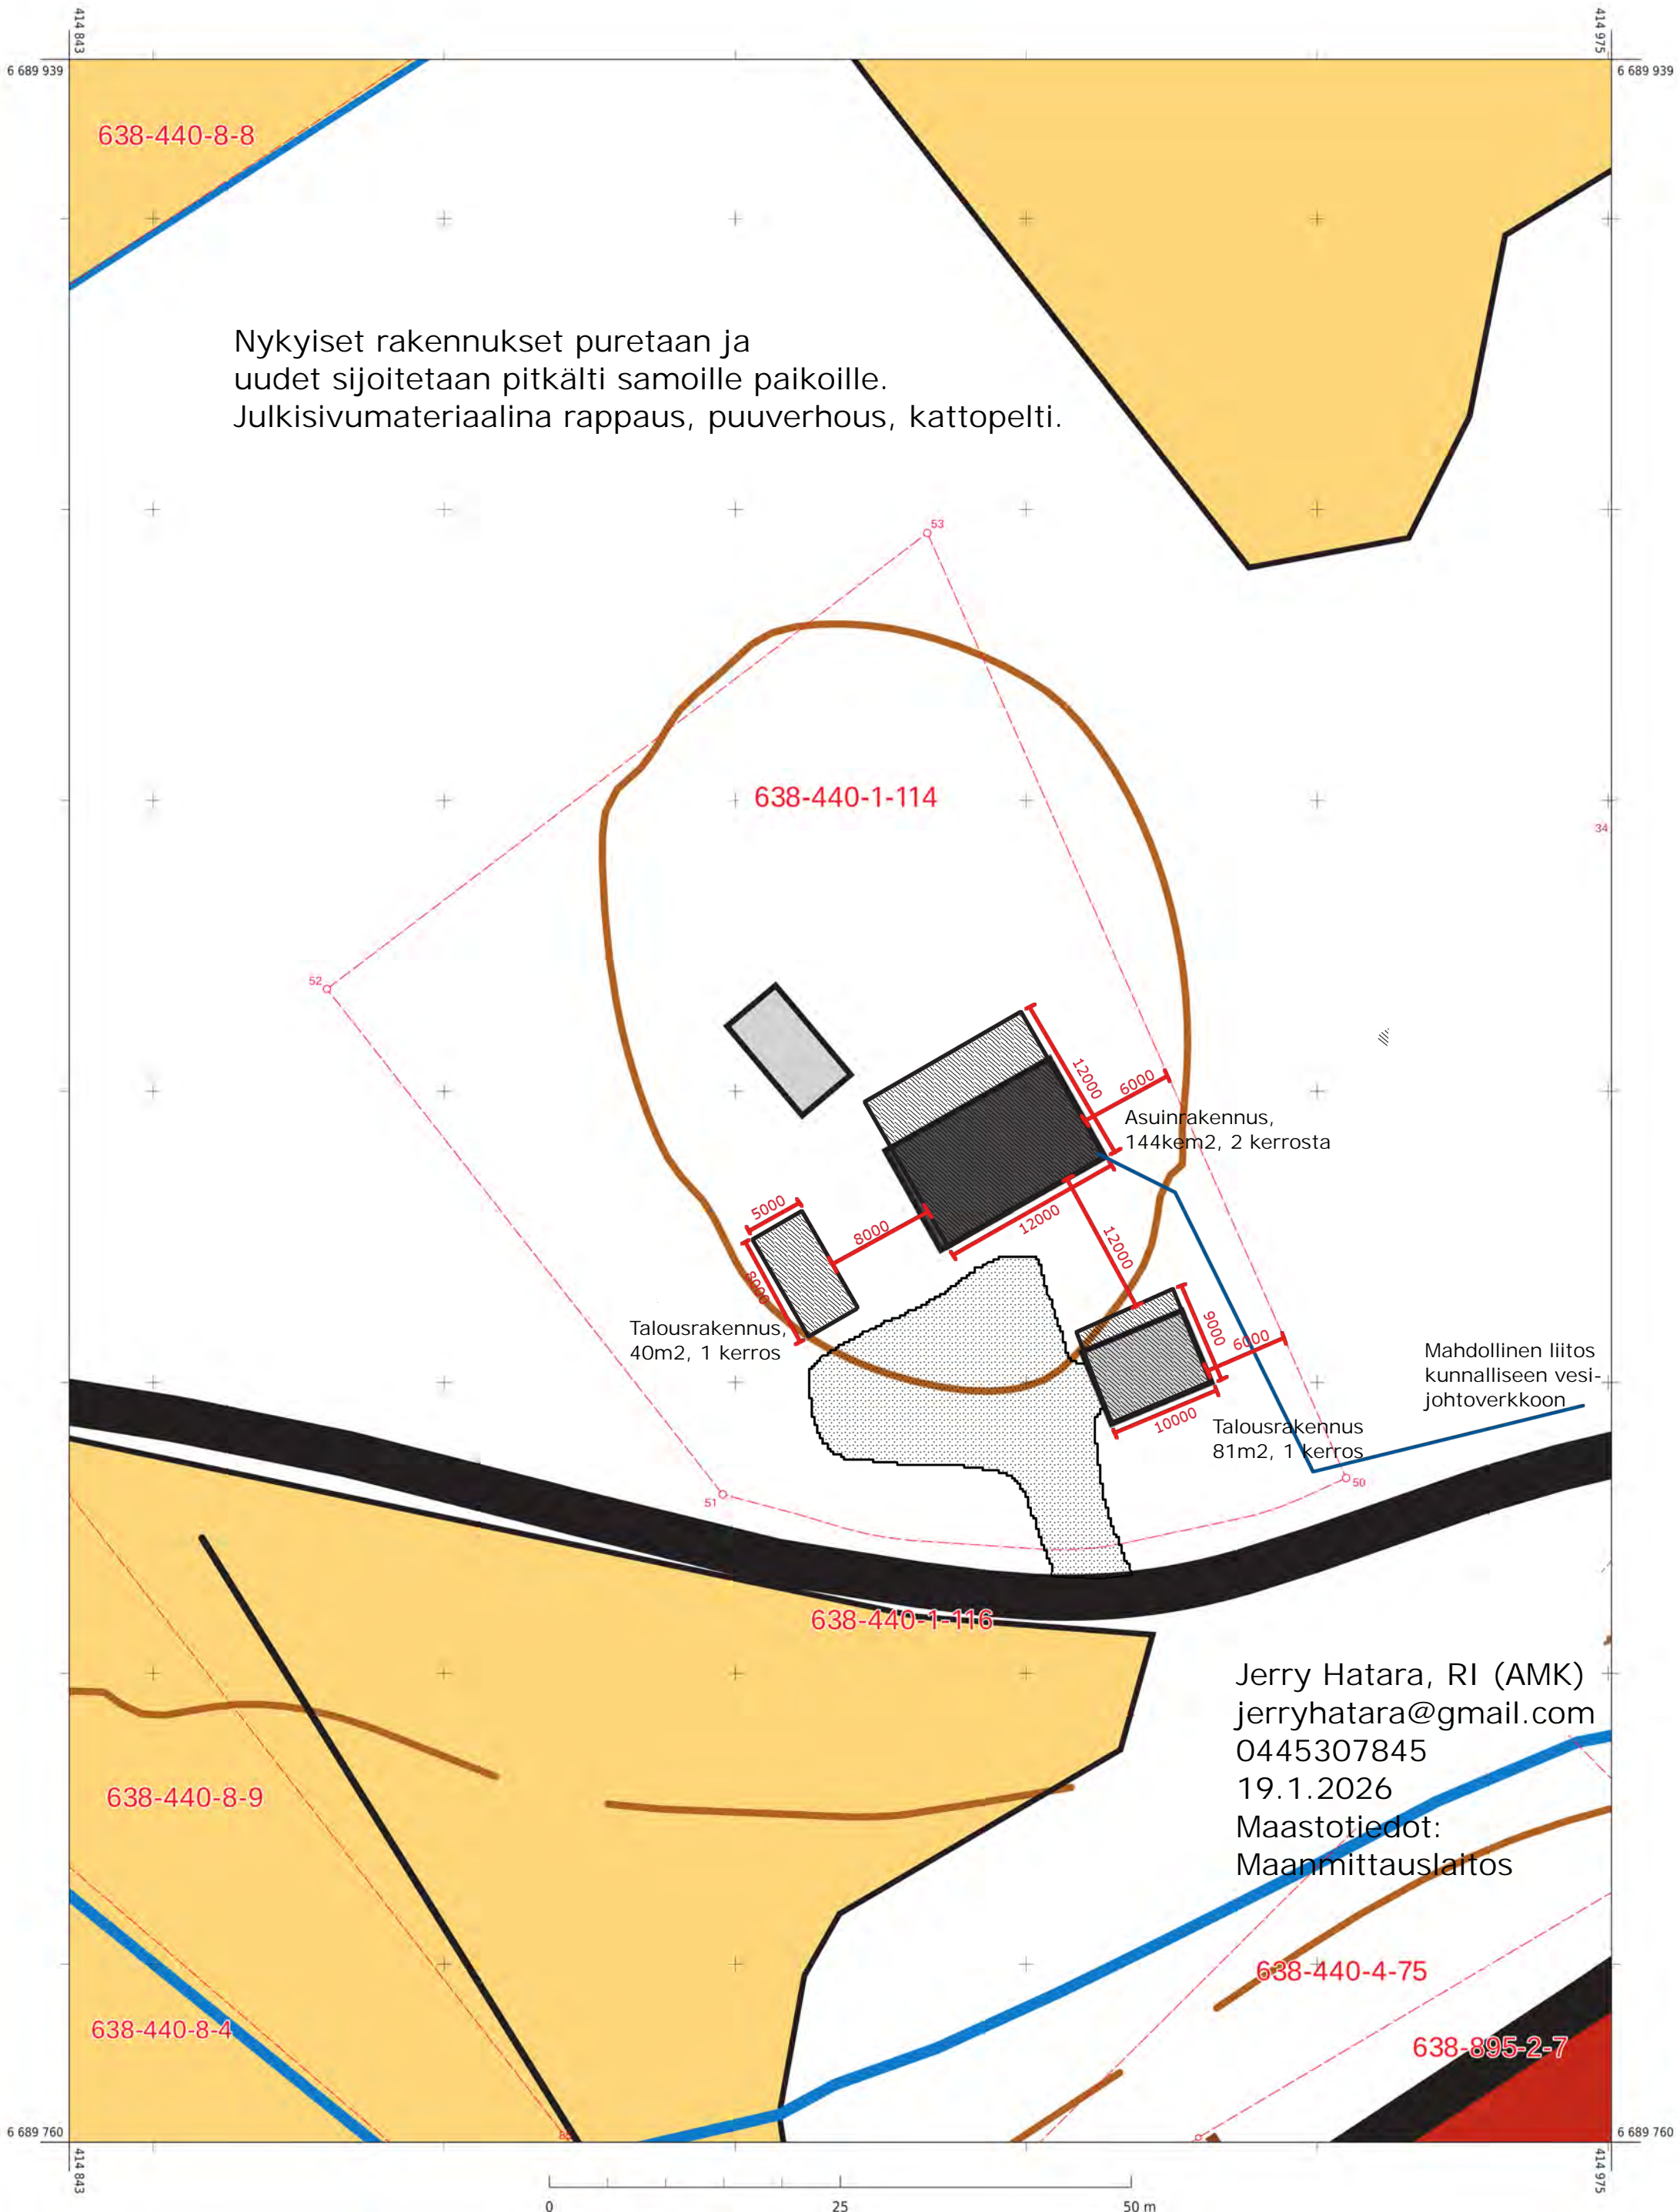 414 843
414 975
6 689 939
6 689 939
638-440-8-8
Nykyiset rakennukset puretaan ja
uudet sijoitetaan pitkälti samoille paikoille.
Julkisivumateriaalina rappaus, puuverhous, kattopelti.
53
638-440-1-114
34
52
12000
6000
Asuinrakennus,
144kem2, 2 kerrosta
5000
8000
12000
12000
8000
9000
6000
Talousrakennus,
40m2, 1 kerros
Mahdollinen liitos
kunnalliseen vesi-
johtoverkkoon
10000
Talousrakennus
81m2, 1 kerros
50
51
638-440-1-116
Jerry Hatara, RI (AMK)
jerryhatara@gmail.com
0445307845
19.1.2026
Maastotiedot:
Maanmittauslaitos
638-440-8-9
638-440-4-75
638-440-8-4
638-895-2-7
6 689 760
6 689 760
414 843
414 975
0 25 50 m